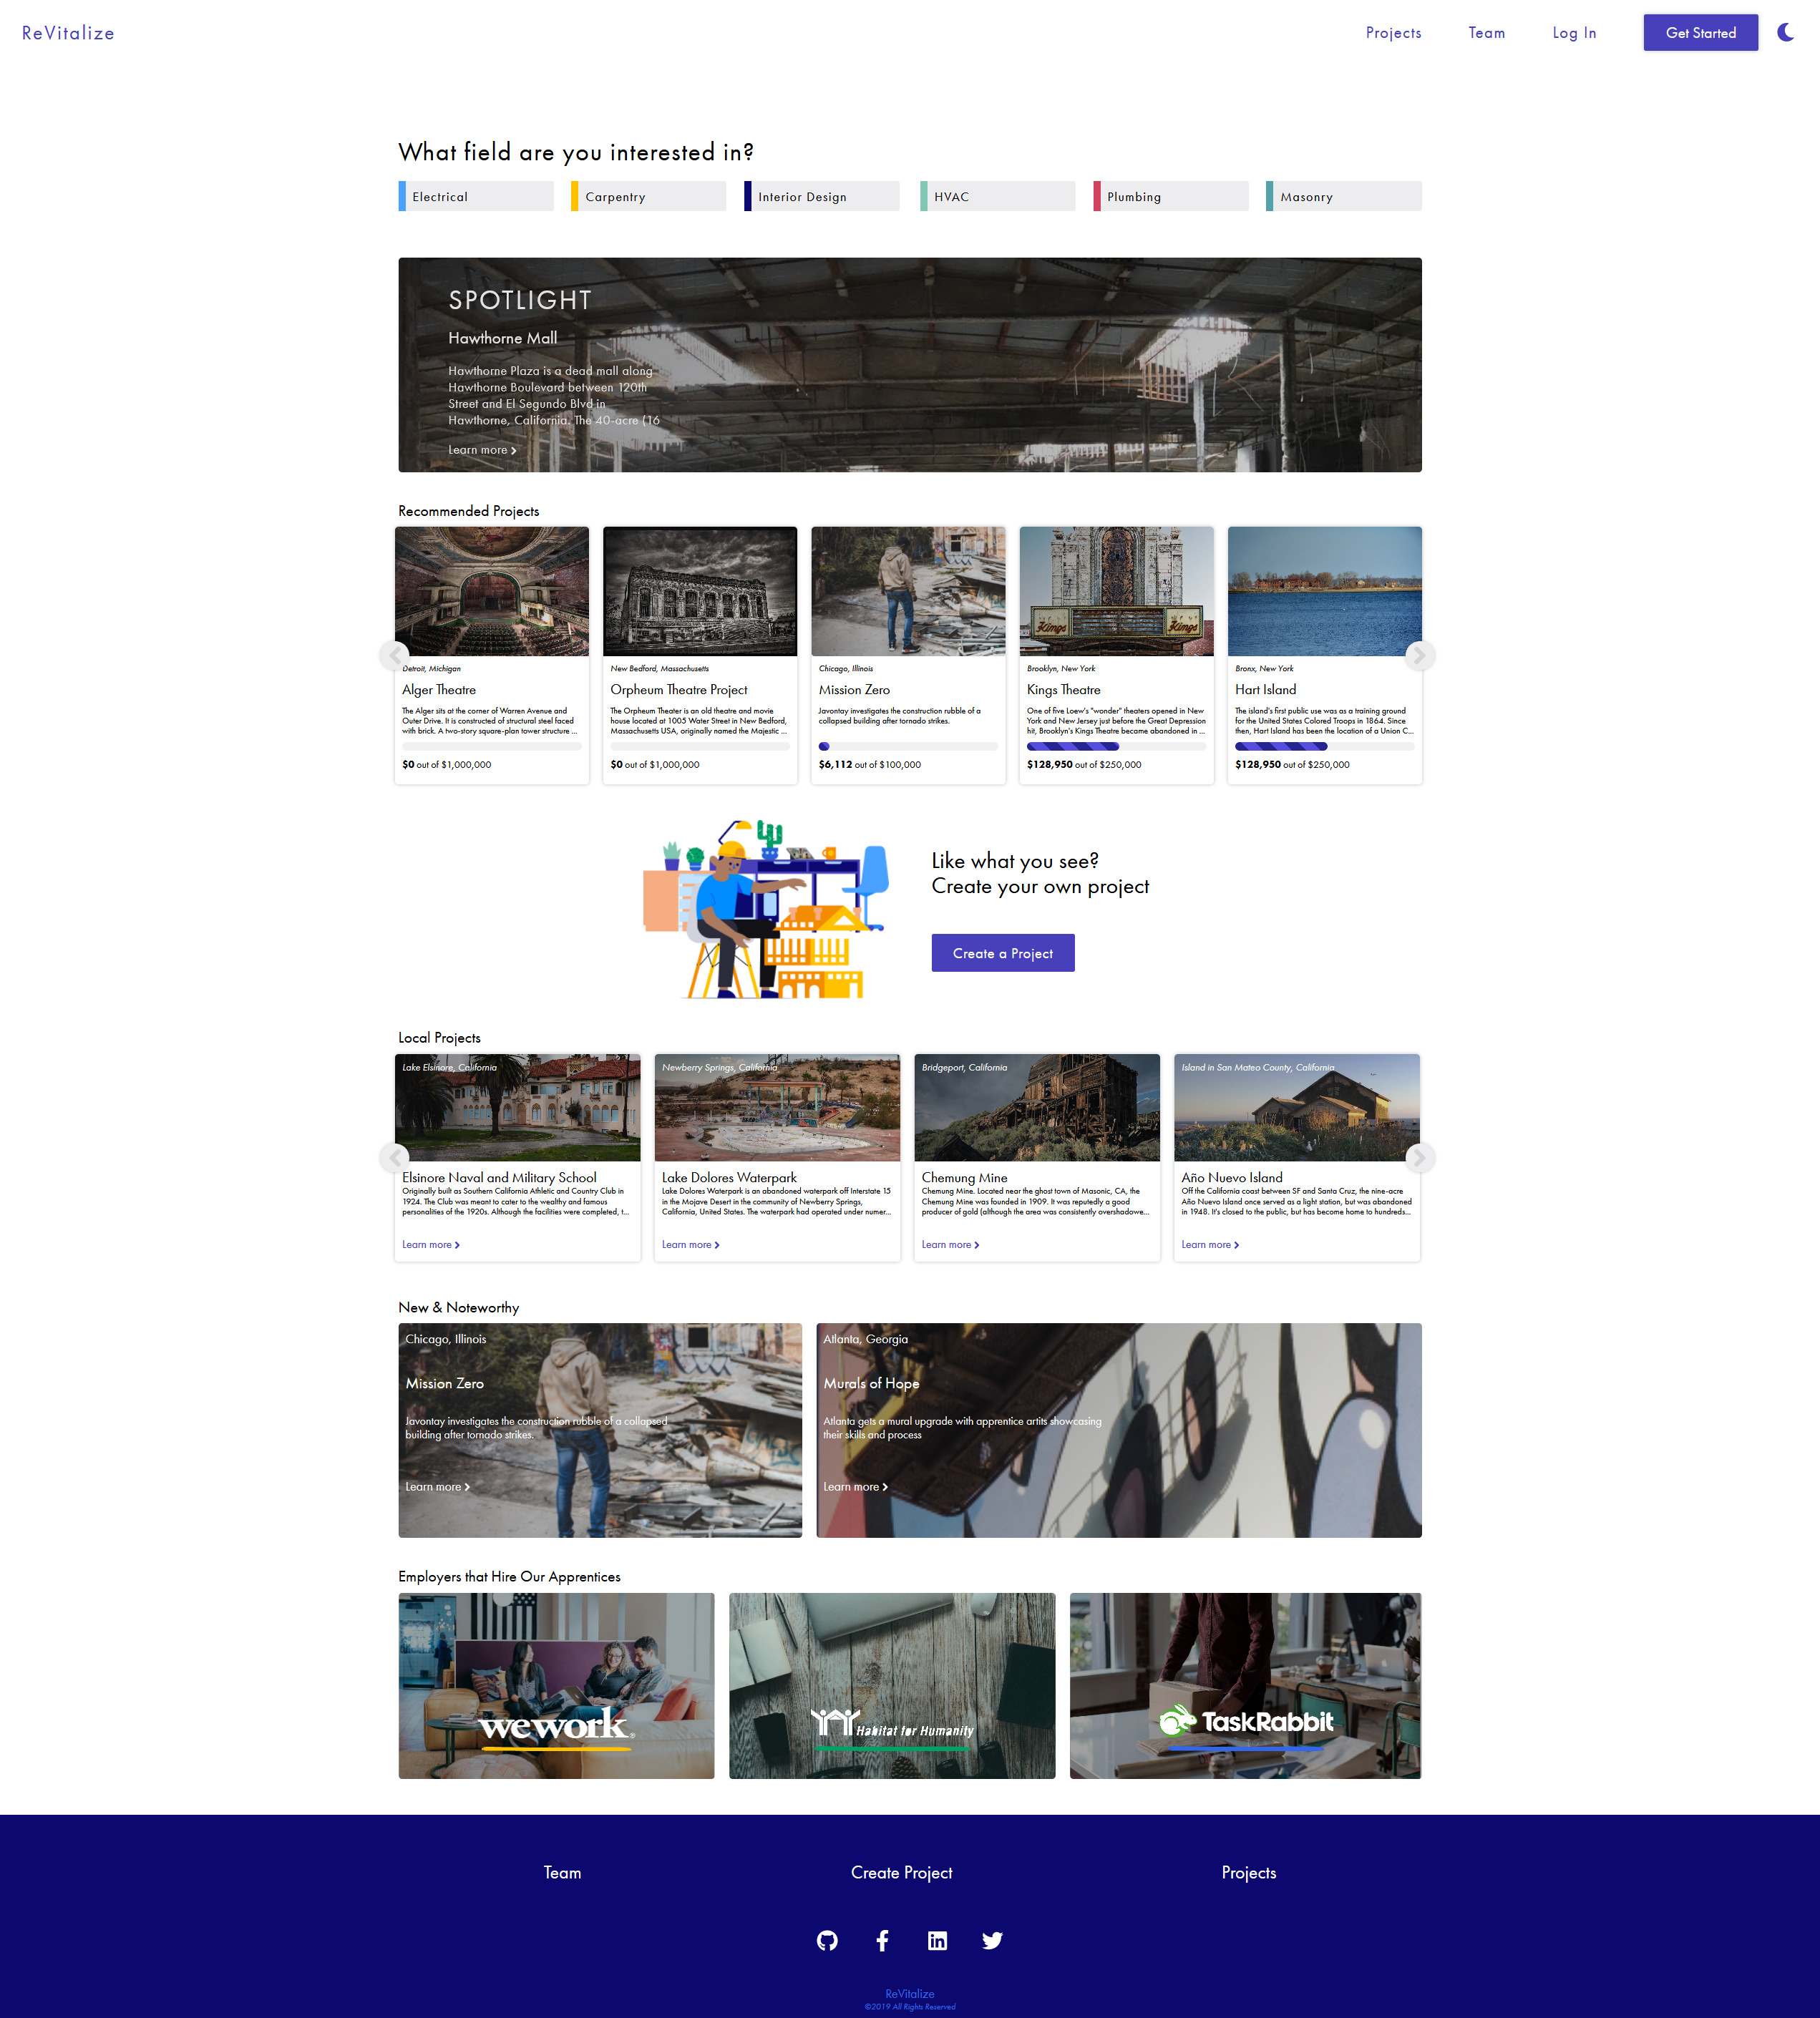 ReVitalize
Projects
Team
Log In
Get Started
What field are you interested in?
Electrical
Carpentry
Interior Design
HVAC
Plumbing
Masonry
SPOTLIGHT
Hawthorne Mall
Hawthorne Plaza is a dead mall along
Hawthorne Boulevard between 120th
Street and El Segundo Blvd in
Hawthorne, California. The 40-acre (16
Learn more
Recommended Projects
Detroit, Michigan
Alger Theatre
The Alger sits at the corner of Warren Avenue and
Outer Drive. It is constructed of structural steel faced
with brick. A two-story square-plan tower structure ...
$0 out of $1,000,000
New Bedford, Massachusetts
Orpheum Theatre Project
The Orpheum Theater is an old theatre and movie
house located at 1005 Water Street in New Bedford,
Massachusetts USA, originally named the Majestic ...
$0 out of $1,000,000
Chicago, Illinois
Mission Zero
Javontay investigates the construction rubble of a
collapsed building after tornado strikes.
$6,112 out of $100,000
Kings Kings
Brooklyn, New York
Kings Theatre
One of five Loew's "wonder" theaters opened in New
York and New Jersey just before the Great Depression
hit, Brooklyn's Kings Theatre became abandoned in ...
$128,950 out of $250,000
Bronx, New York
Hart Island
The island's first public use was as a training ground
for the United States Colored Troops in 1864. Since
then, Hart Island has been the location of a Union C...
$128,950 out of $250,000
Like what you see?
Create your own project
Create a Project
Local Projects
Lake Elsinore, California
Elsinore Naval and Military School
Originally built as Southern California Athletic and Country Club in
1924. The Club was meant to cater to the wealthy and famous
personalities of the 1920s. Although the facilities were completed, t...
Learn more
Newberry Springs, California
Lake Dolores Waterpark
Lake Dolores Waterpark is an abandoned waterpark off Interstate 15
in the Mojave Desert in the community of Newberry Springs,
California, United States. The waterpark had operated under numer...
Learn more
Bridgeport, California
Chemung Mine
Chemung Mine. Located near the ghost town of Masonic, CA, the
Chemung Mine was founded in 1909. It was reputedly a good
producer of gold (although the area was consistently overshadowe...
Learn more
Island in San Mateo County, California
Año Nuevo Island
Off the California coast between SF and Santa Cruz, the nine-acre
Año Nuevo Island once served as a light station, but was abandoned
in 1948. It's closed to the public, but has become home to hundreds...
Learn more
New & Noteworthy
Chicago, Illinois
Mission Zero
Javontay investigates the construction rubble of a collapsed
building after tornado strikes.
Learn more
Atlanta, Georgia
Murals of Hope
Atlanta gets a mural upgrade with apprentice artits showcasing
their skills and process
Learn more
Employers that Hire Our Apprentices
wework®
Habitat for Humanity
TaskRabbit
Team
Create Project
Projects
ReVitalize
©2019 All Rights Reserved